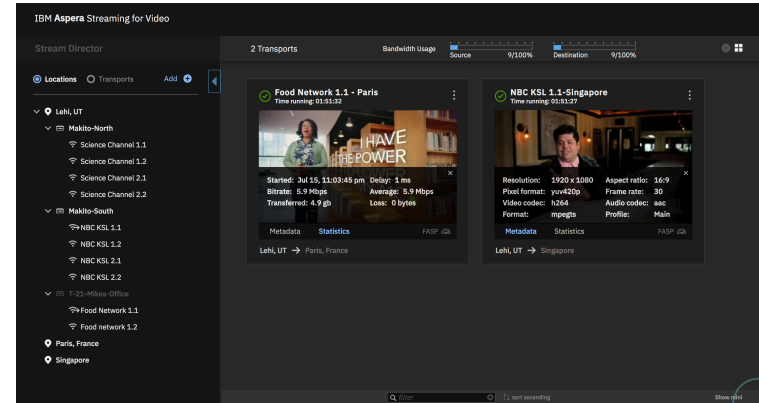 IBM Aspera Streaming for Video
Stream Director
2 Transports
Bandwidth Usage
Source
9/100%
Destination
9/100%
Locations
Transports
Add
Lehi, UT
Makito-North
Science Channel 1.1
Science Channel 1.2
Science Channel 2.1
Science Channel 2.2
Makito-South
NBC KSL 1.1
NBC KSL 1.2
NBC KSL 2.1
NBC KSL 2.2
T-21-Mikes-Office
Food Network 1.1
Food network 1.2
Paris, France
Singapore
Food Network 1.1 - Paris
Time running: 01:51:32
I HAVE
THE POWER
Started: Jul 15, 11:03:45 pm Delay: 1 ms
Bitrate: 5.9 Mbps Average: 5.9 Mbps
Transferred: 4.9 gb Loss: 0 bytes
Metadata Statistics FASP
Lehi, UT → Paris, France
NBC KSL 1.1-Singapore
Time running: 01:51:27
Resolution: 1920 x 1080 Aspect ratio: 16:9
Pixel format: yuv420p Frame rate: 30
Video codec: h264 Audio codec: aac
Format: mpegts Profile: Main
Metadata Statistics FASP
Lehi, UT → Singapore
filter
sort ascending
Show mini